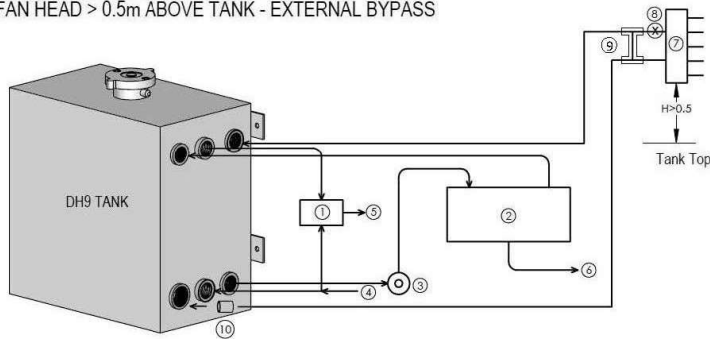 FAN HEAD > 0.5m ABOVE TANK - EXTERNAL BYPASS
8
X
9
7
H>0.5
Tank Top
DH9 TANK
1
5
2
6
3
4
10